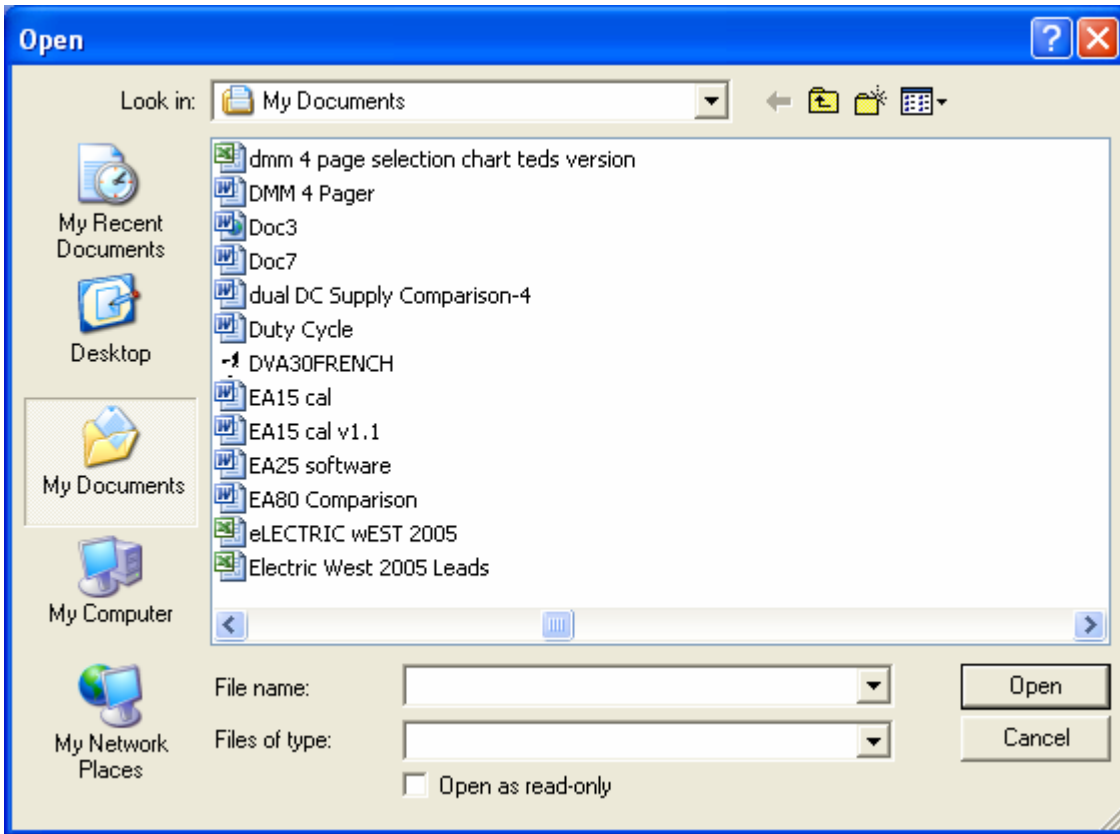 Open
Look in: My Documents
My Recent
Documents
Desktop
My Documents
My Computer
My Network
Places
dmm 4 page selection chart teds version
DMM 4 Pager
Doc3
Doc7
dual DC Supply Comparison-4
Duty Cycle
DVA30FRENCH
EA15 cal
EA15 cal v1.1
EA25 software
EA80 Comparison
eLECTRIC wEST 2005
Electric West 2005 Leads
File name:
Open
Files of type:
Cancel
Open as read-only